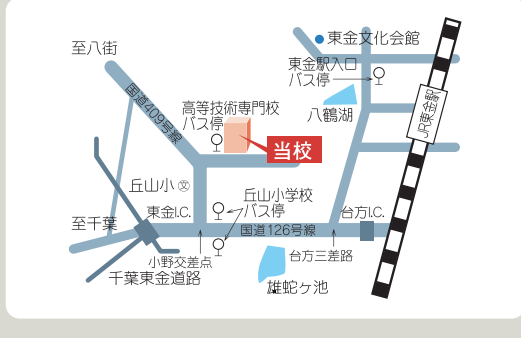 至八街
東金文化会館
東金駅入口
バス停
国道409号線
高等技術専門校
バス停
八鶴湖
JR東金駅
当校
丘山小 文
丘山小学校
バス停
東金I.C.
台方I.C.
至千葉
国道126号線
小野交差点
台方三差路
千葉東金道路
雄蛇ヶ池